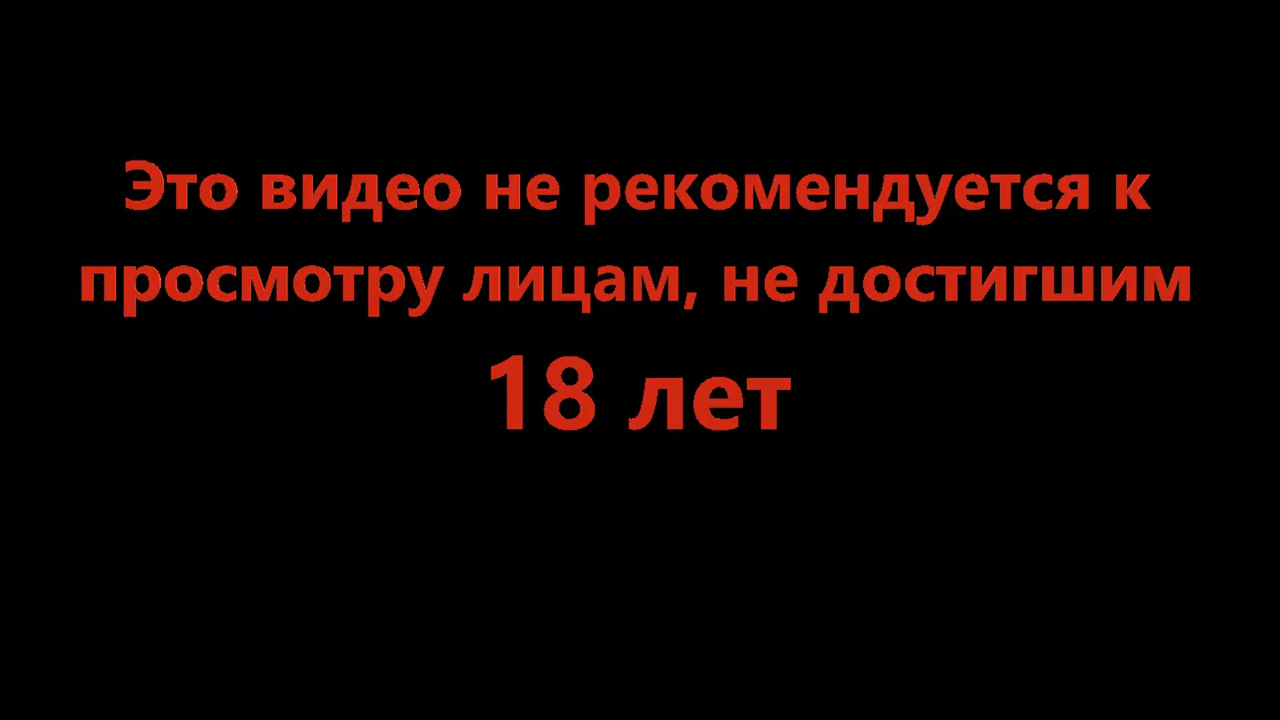 Это видео не рекомендуется к
просмотру лицам, не достигшим
18 лет